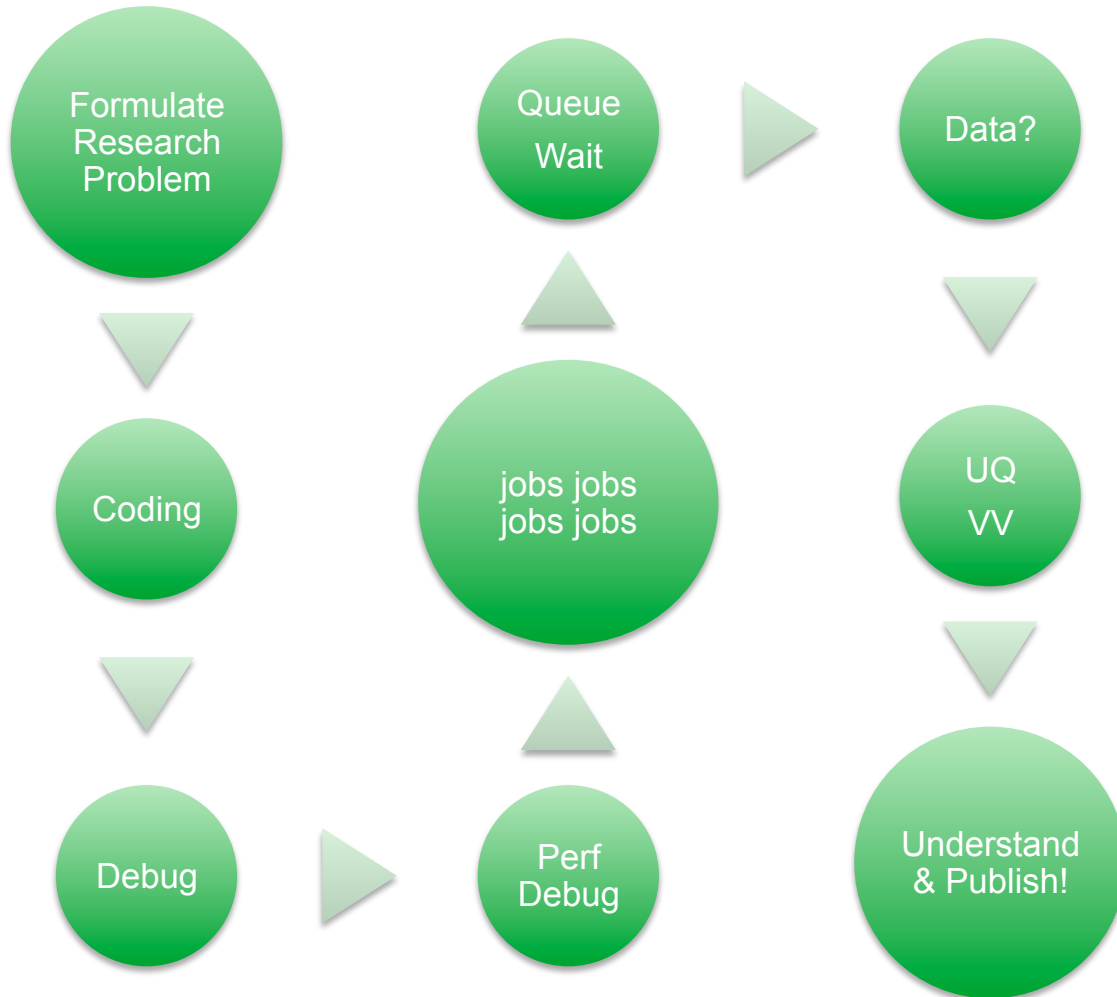 Formulate
Research
Problem
Coding
Debug
Perf
Debug
jobs jobs
jobs jobs
Queue
Wait
Data?
UQ
VV
Understand
& Publish!